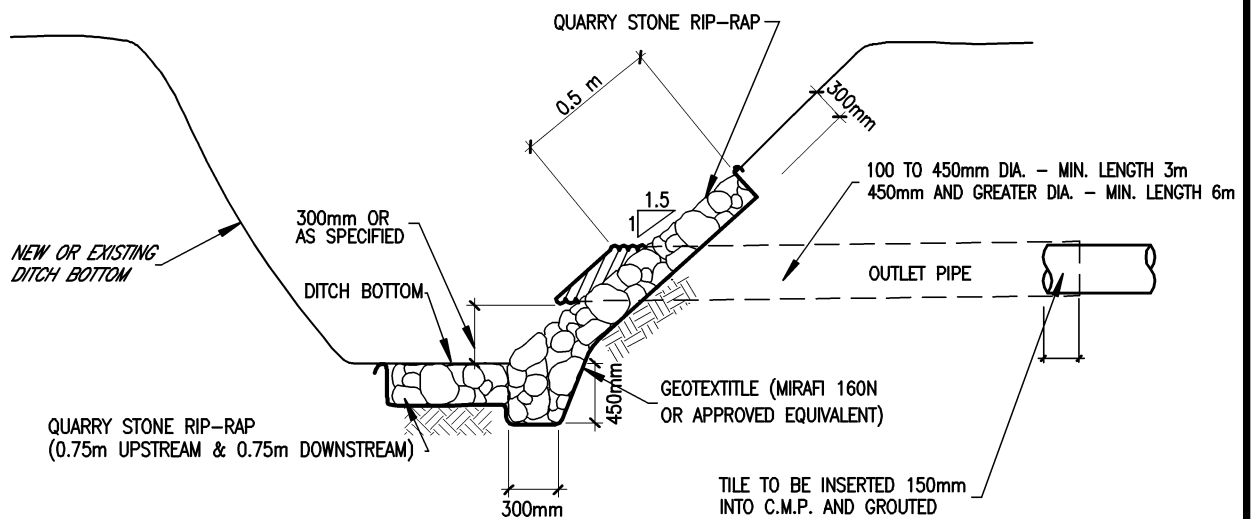 QUARRY STONE RIP-RAP
0.5 m
300mm
100 TO 450mm DIA. - MIN. LENGTH 3m
450mm AND GREATER DIA. - MIN. LENGTH 6m
1.5
1
300mm OR
AS SPECIFIED
NEW OR EXISTING
DITCH BOTTOM
DITCH BOTTOM
OUTLET PIPE
450mm
GEOTEXTITLE (MIRAFI 160N
OR APPROVED EQUIVALENT)
QUARRY STONE RIP-RAP
(0.75m UPSTREAM & 0.75m DOWNSTREAM)
300mm
TILE TO BE INSERTED 150mm
INTO C.M.P. AND GROUTED